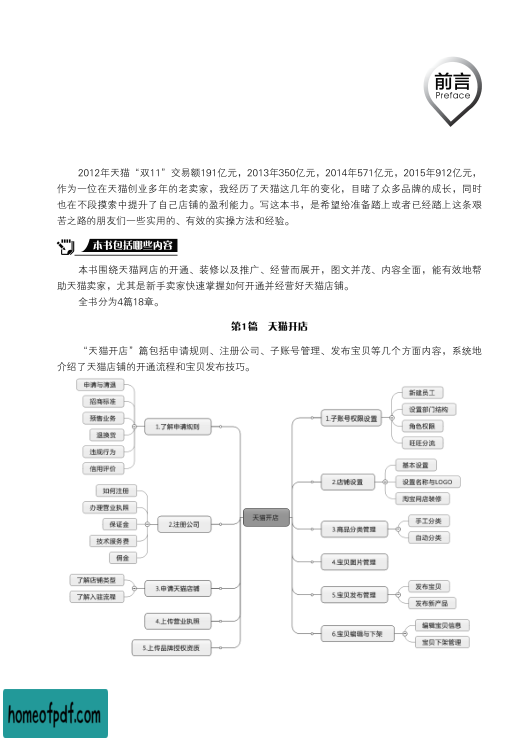 前言
Preface
2012年天猫“双11”交易额191亿元，2013年350亿元，2014年571亿元，2015年912亿元，
作为一位在天猫创业多年的老卖家，我经历了天猫这几年的变化，目睹了众多品牌的成长，同时
也在不段摸索中提升了自己店铺的盈利能力。写这本书，是希望给准备踏上或者已经踏上这条艰
苦之路的朋友们一些实用的、有效的实操方法和经验。
本书包括哪些内容
本书围绕天猫网店的开通、装修以及推广、经营而展开，图文并茂、内容全面，能有效地帮
助天猫卖家，尤其是新手卖家快速掌握如何开通并经营好天猫店铺。
全书分为4篇18章。
第1篇　天猫开店
“天猫开店”篇包括申请规则、注册公司、子账号管理、发布宝贝等几个方面内容，系统地
介绍了天猫店铺的开通流程和宝贝发布技巧。
申请与清退
招商标准
预售业务
退换货
违规行为
信用评价
1.了解申请规则
如何注册
办理营业执照
保证金
技术服务费
佣金
2.注册公司
了解店铺类型
了解入驻流程
3.申请天猫店铺
4.上传营业执照
5.上传品牌授权资质
天猫开店
1.子账号权限设置
新建员工
设置部门结构
角色权限
旺旺分流
2.店铺设置
基本设置
设置名称与LOGO
淘宝网店装修
3.商品分类管理
手工分类
自动分类
4.宝贝图片管理
5.宝贝发布管理
发布宝贝
发布新产品
6.宝贝编辑与下架
编辑宝贝信息
宝贝下架管理
homeofpdf.com